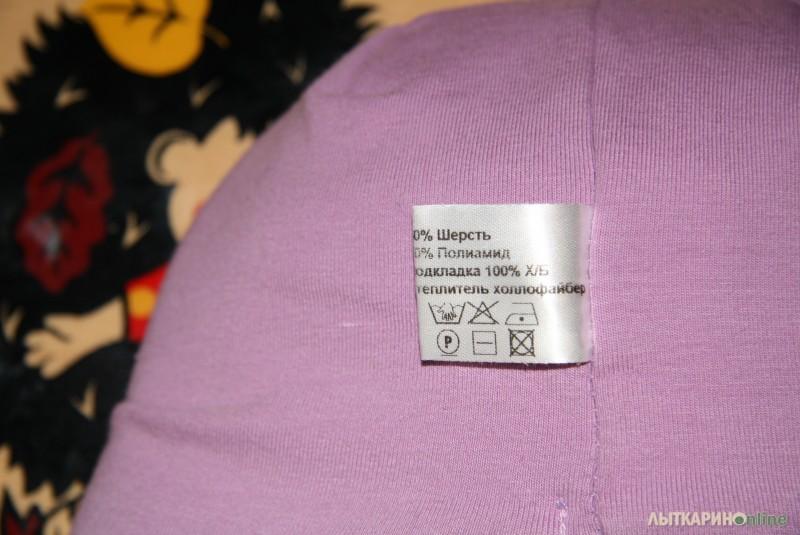 0% Шерсть
0% Полиамид
одкладка 100% Х/Б
теплитель холлофайбер
P
ЛЫТКАРИНОonline